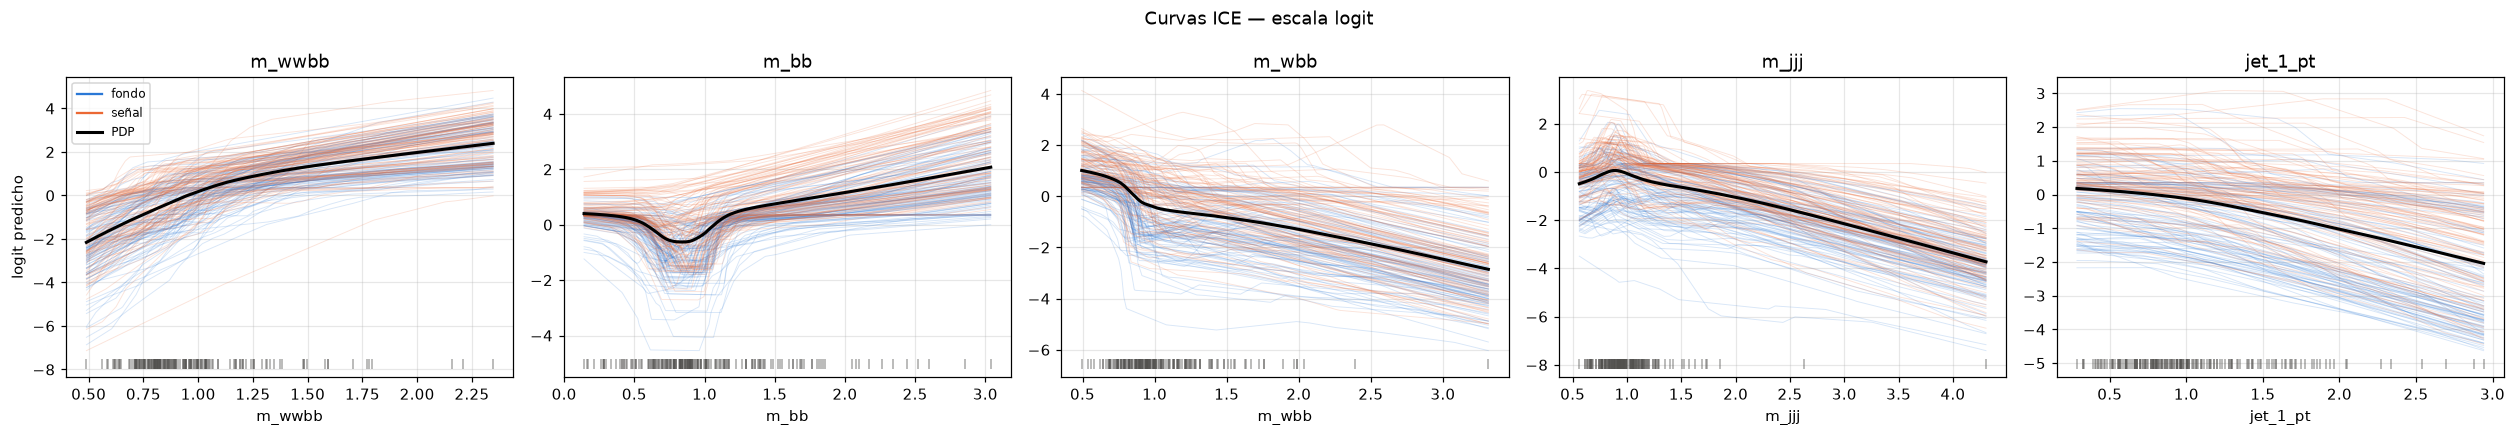 Curvas ICE — escala logit
m_wwbb
m_bb
m_wbb
m_jjj
jet_1_pt
logit predicho
fondo
señal
PDP
4
2
0
−2
−4
−6
−8
0.50 0.75 1.00 1.25 1.50 1.75 2.00 2.25
m_wwbb
4
2
0
−2
−4
0.0 0.5 1.0 1.5 2.0 2.5 3.0
m_bb
4
2
0
−2
−4
−6
0.5 1.0 1.5 2.0 2.5 3.0
m_wbb
2
0
−2
−4
−6
−8
0.5 1.0 1.5 2.0 2.5 3.0 3.5 4.0
m_jjj
3
2
1
0
−1
−2
−3
−4
−5
0.5 1.0 1.5 2.0 2.5 3.0
jet_1_pt